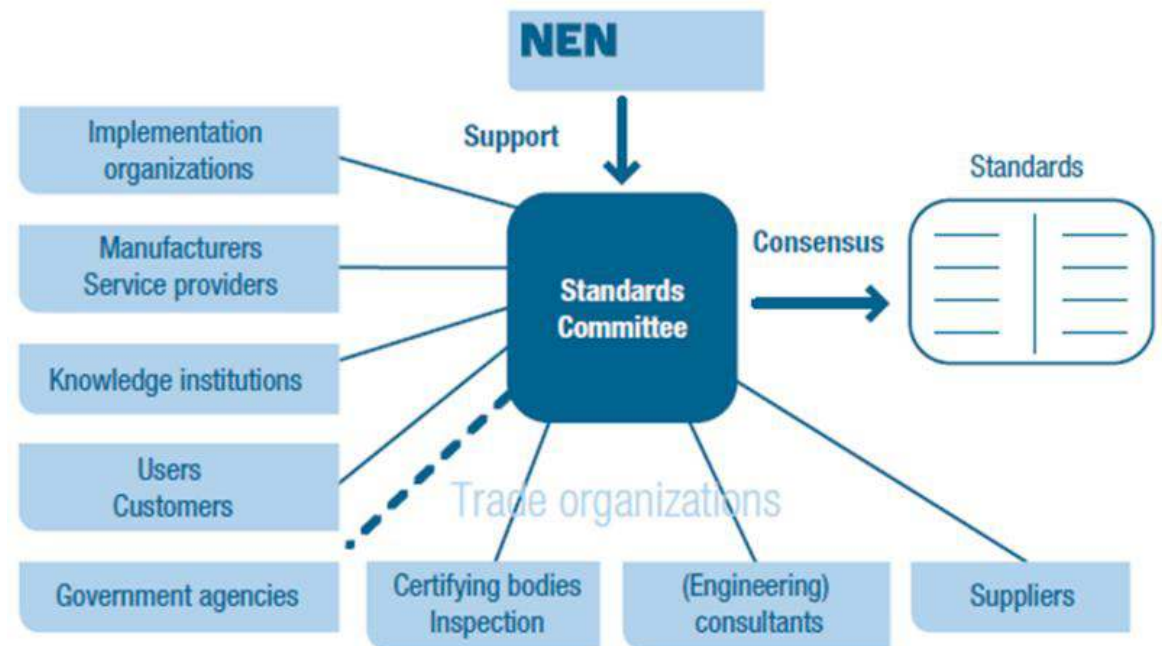 NEN
Support
Implementation
organizations
Standards
Manufacturers
Service providers
Consensus
Standards
Committee
Knowledge institutions
Users
Customers
Trade organizations
Government agencies
Certifying bodies
Inspection
(Engineering)
consultants
Suppliers